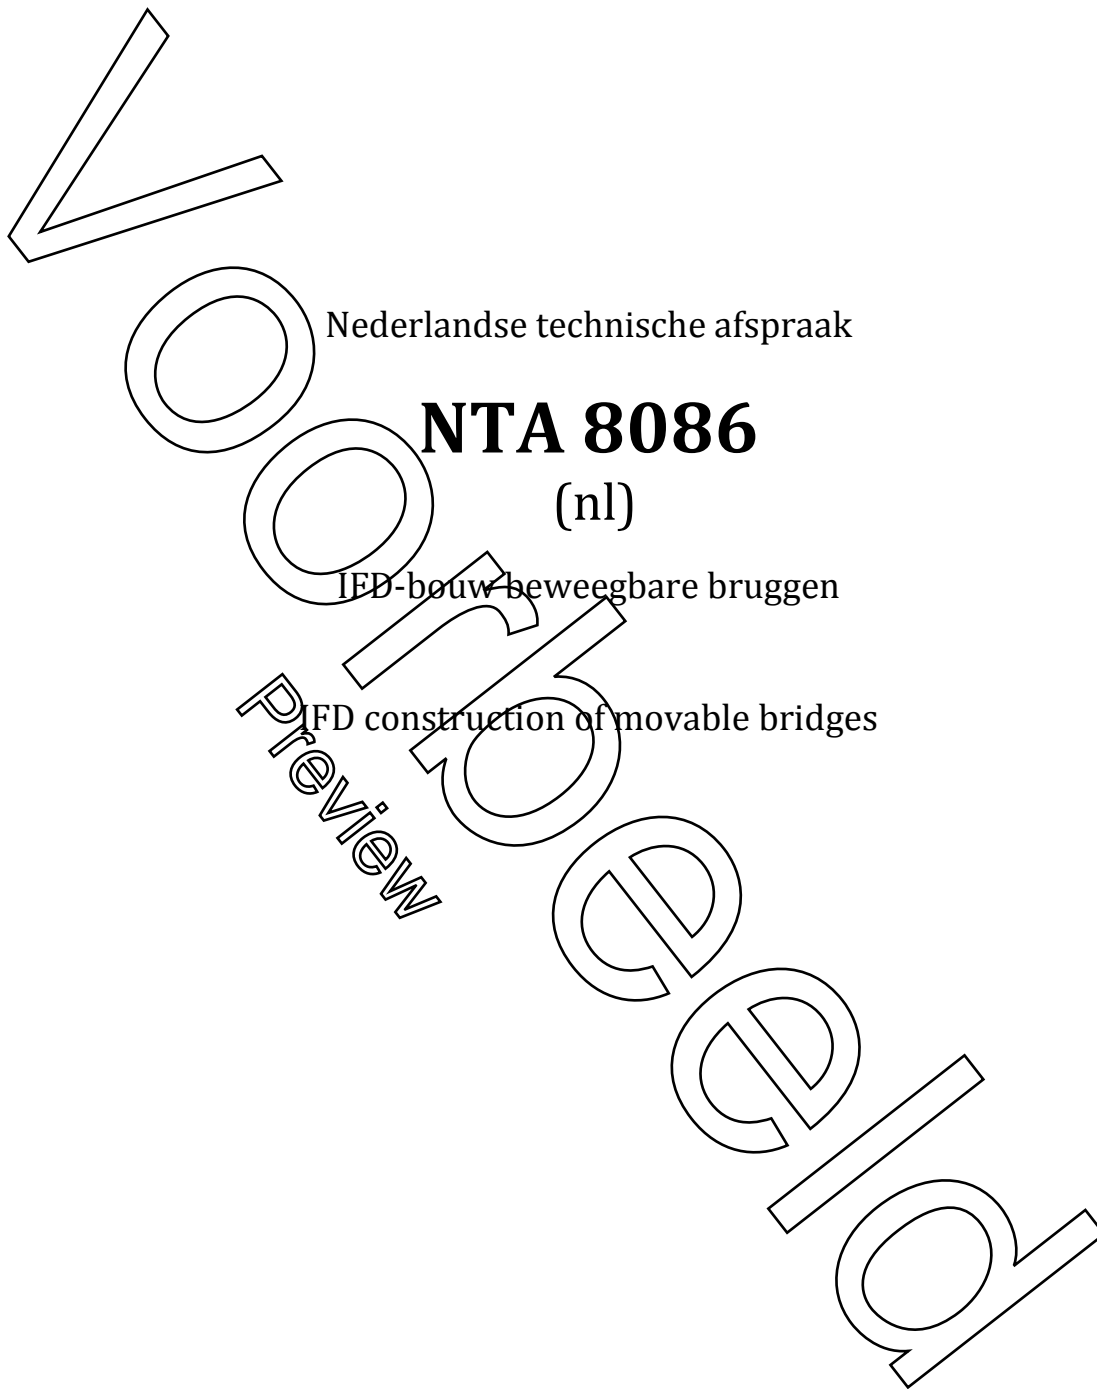 Nederlandse technische afspraak
NTA 8086
(nl)
IFD-bouw beweegbare bruggen
IFD construction of movable bridges
Voorbeeld
Preview